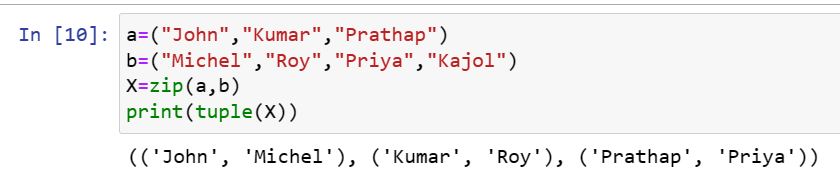 In [10]: a=("John","Kumar","Prathap")
b=("Michel","Roy","Priya","Kajol")
X=zip(a,b)
print(tuple(X))
(('John', 'Michel'), ('Kumar', 'Roy'), ('Prathap', 'Priya'))